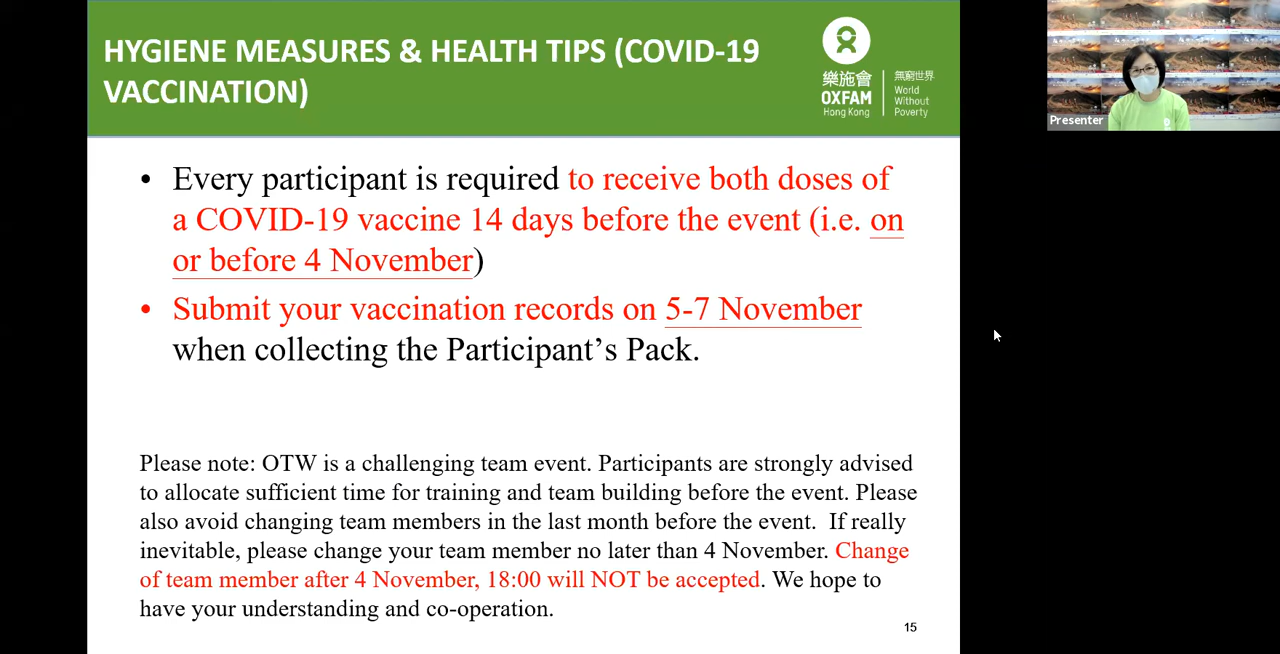 HYGIENE MEASURES & HEALTH TIPS (COVID-19
VACCINATION)
樂施會
OXFAM
Hong Kong
無窮世界
World
Without
Poverty
Presenter
• Every participant is required to receive both doses of
a COVID-19 vaccine 14 days before the event (i.e. on
or before 4 November)
• Submit your vaccination records on 5-7 November
when collecting the Participant’s Pack.
Please note: OTW is a challenging team event. Participants are strongly advised
to allocate sufficient time for training and team building before the event. Please
also avoid changing team members in the last month before the event.  If really
inevitable, please change your team member no later than 4 November. Change
of team member after 4 November, 18:00 will NOT be accepted. We hope to
have your understanding and co-operation.
15